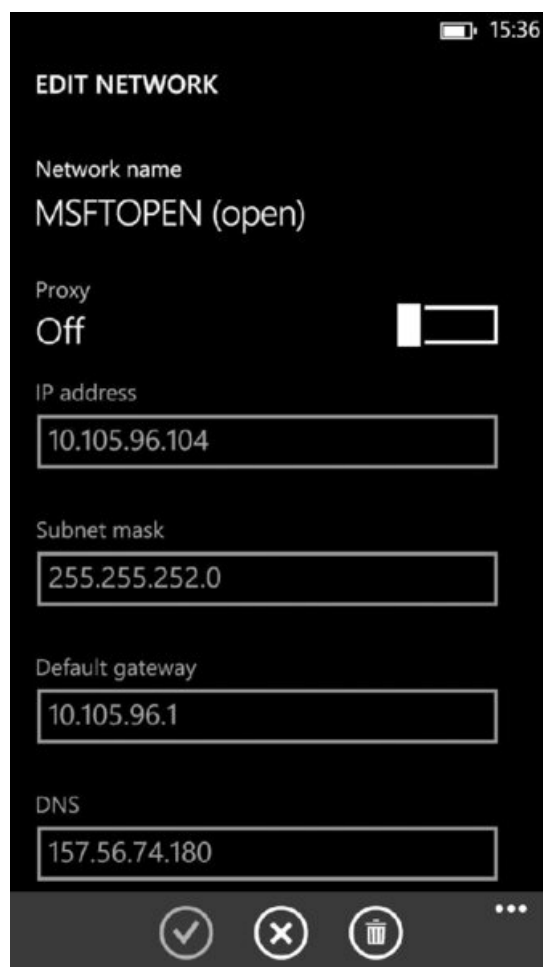 15:36
EDIT NETWORK
Network name
MSFTOPEN (open)
Proxy
Off
IP address
10.105.96.104
Subnet mask
255.255.252.0
Default gateway
10.105.96.1
DNS
157.56.74.180